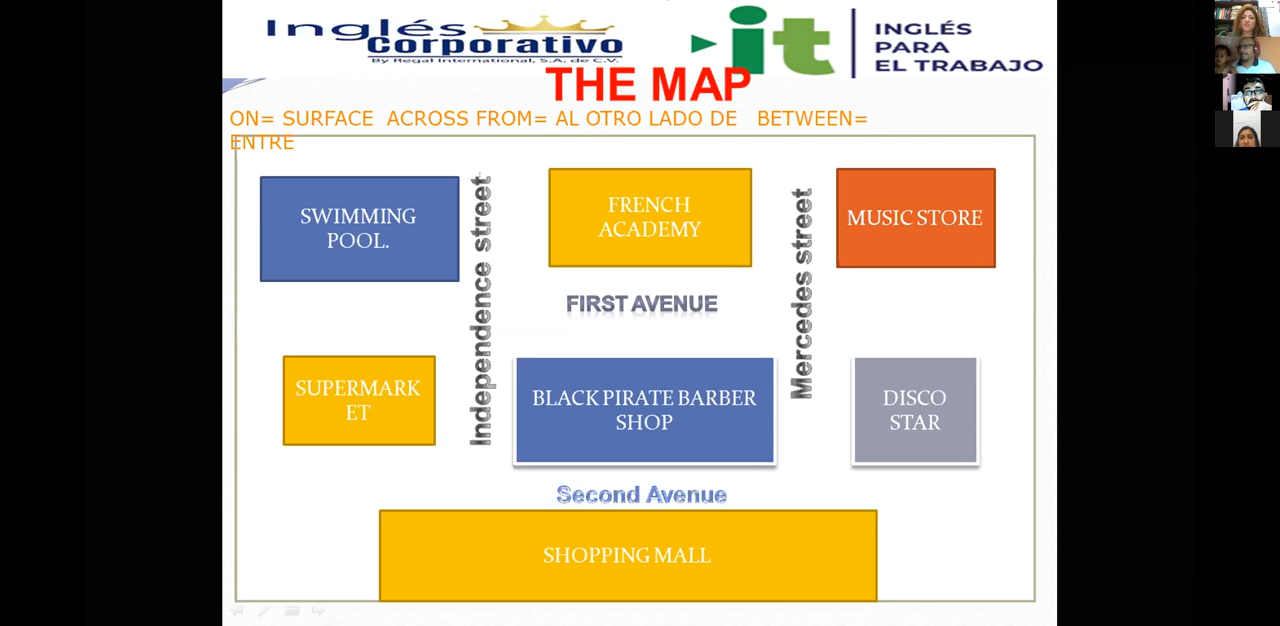 Inglés
Corporativo
By Regal International, S.A. de C.V.
it
INGLÉS
PARA
EL TRABAJO
THE MAP
ON= SURFACE ACROSS FROM= AL OTRO LADO DE BETWEEN=
ENTRE
SWIMMING
POOL.
Independence street
FRENCH
ACADEMY
Mercedes street
MUSIC STORE
FIRST AVENUE
SUPERMARK
ET
BLACK PIRATE BARBER
SHOP
DISCO
STAR
Second Avenue
SHOPPING MALL